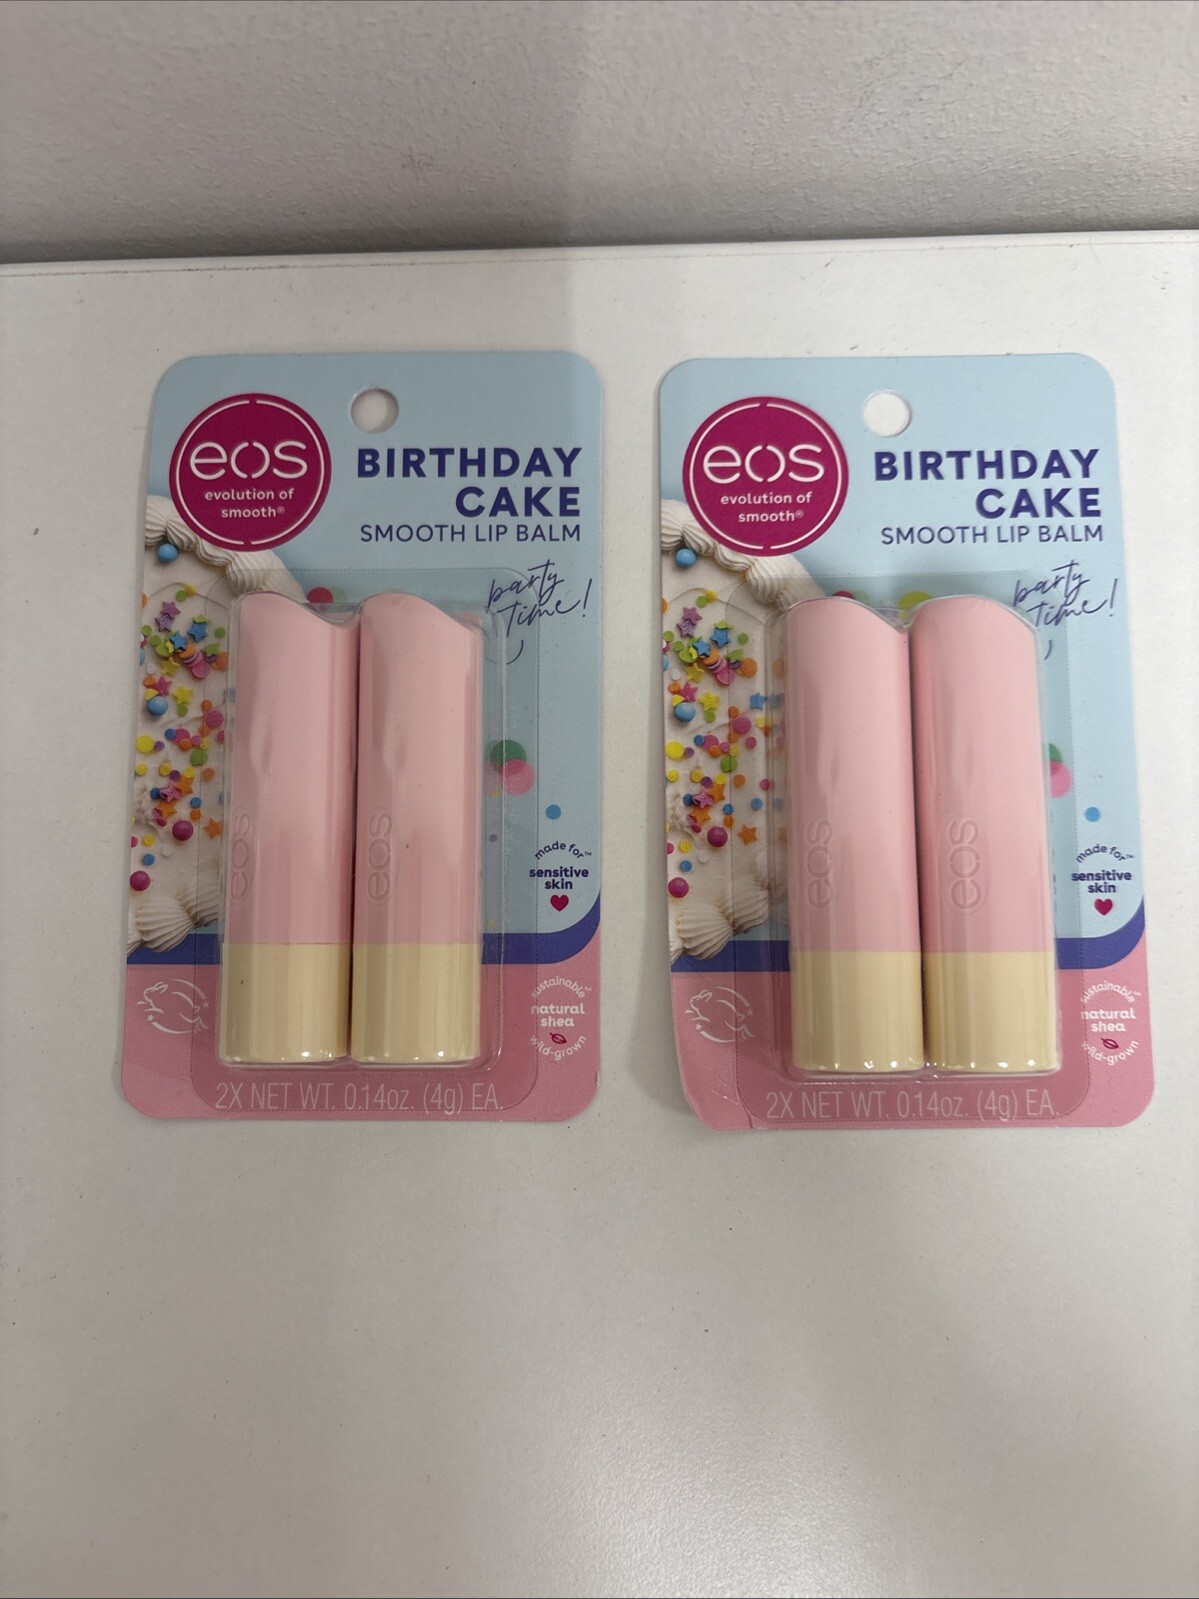 eos
evolution of
smooth®
BIRTHDAY
CAKE
SMOOTH LIP BALM
party
time!
eos
eos
made for™
sensitive
skin
sustainable
natural
shea
wild-grown
2X NET WT. 0.14oz. (4g) EA.
eos
evolution of
smooth®
BIRTHDAY
CAKE
SMOOTH LIP BALM
party
time!
eos
eos
made for™
sensitive
skin
sustainable
natural
shea
wild-grown
2X NET WT. 0.14oz. (4g) EA.